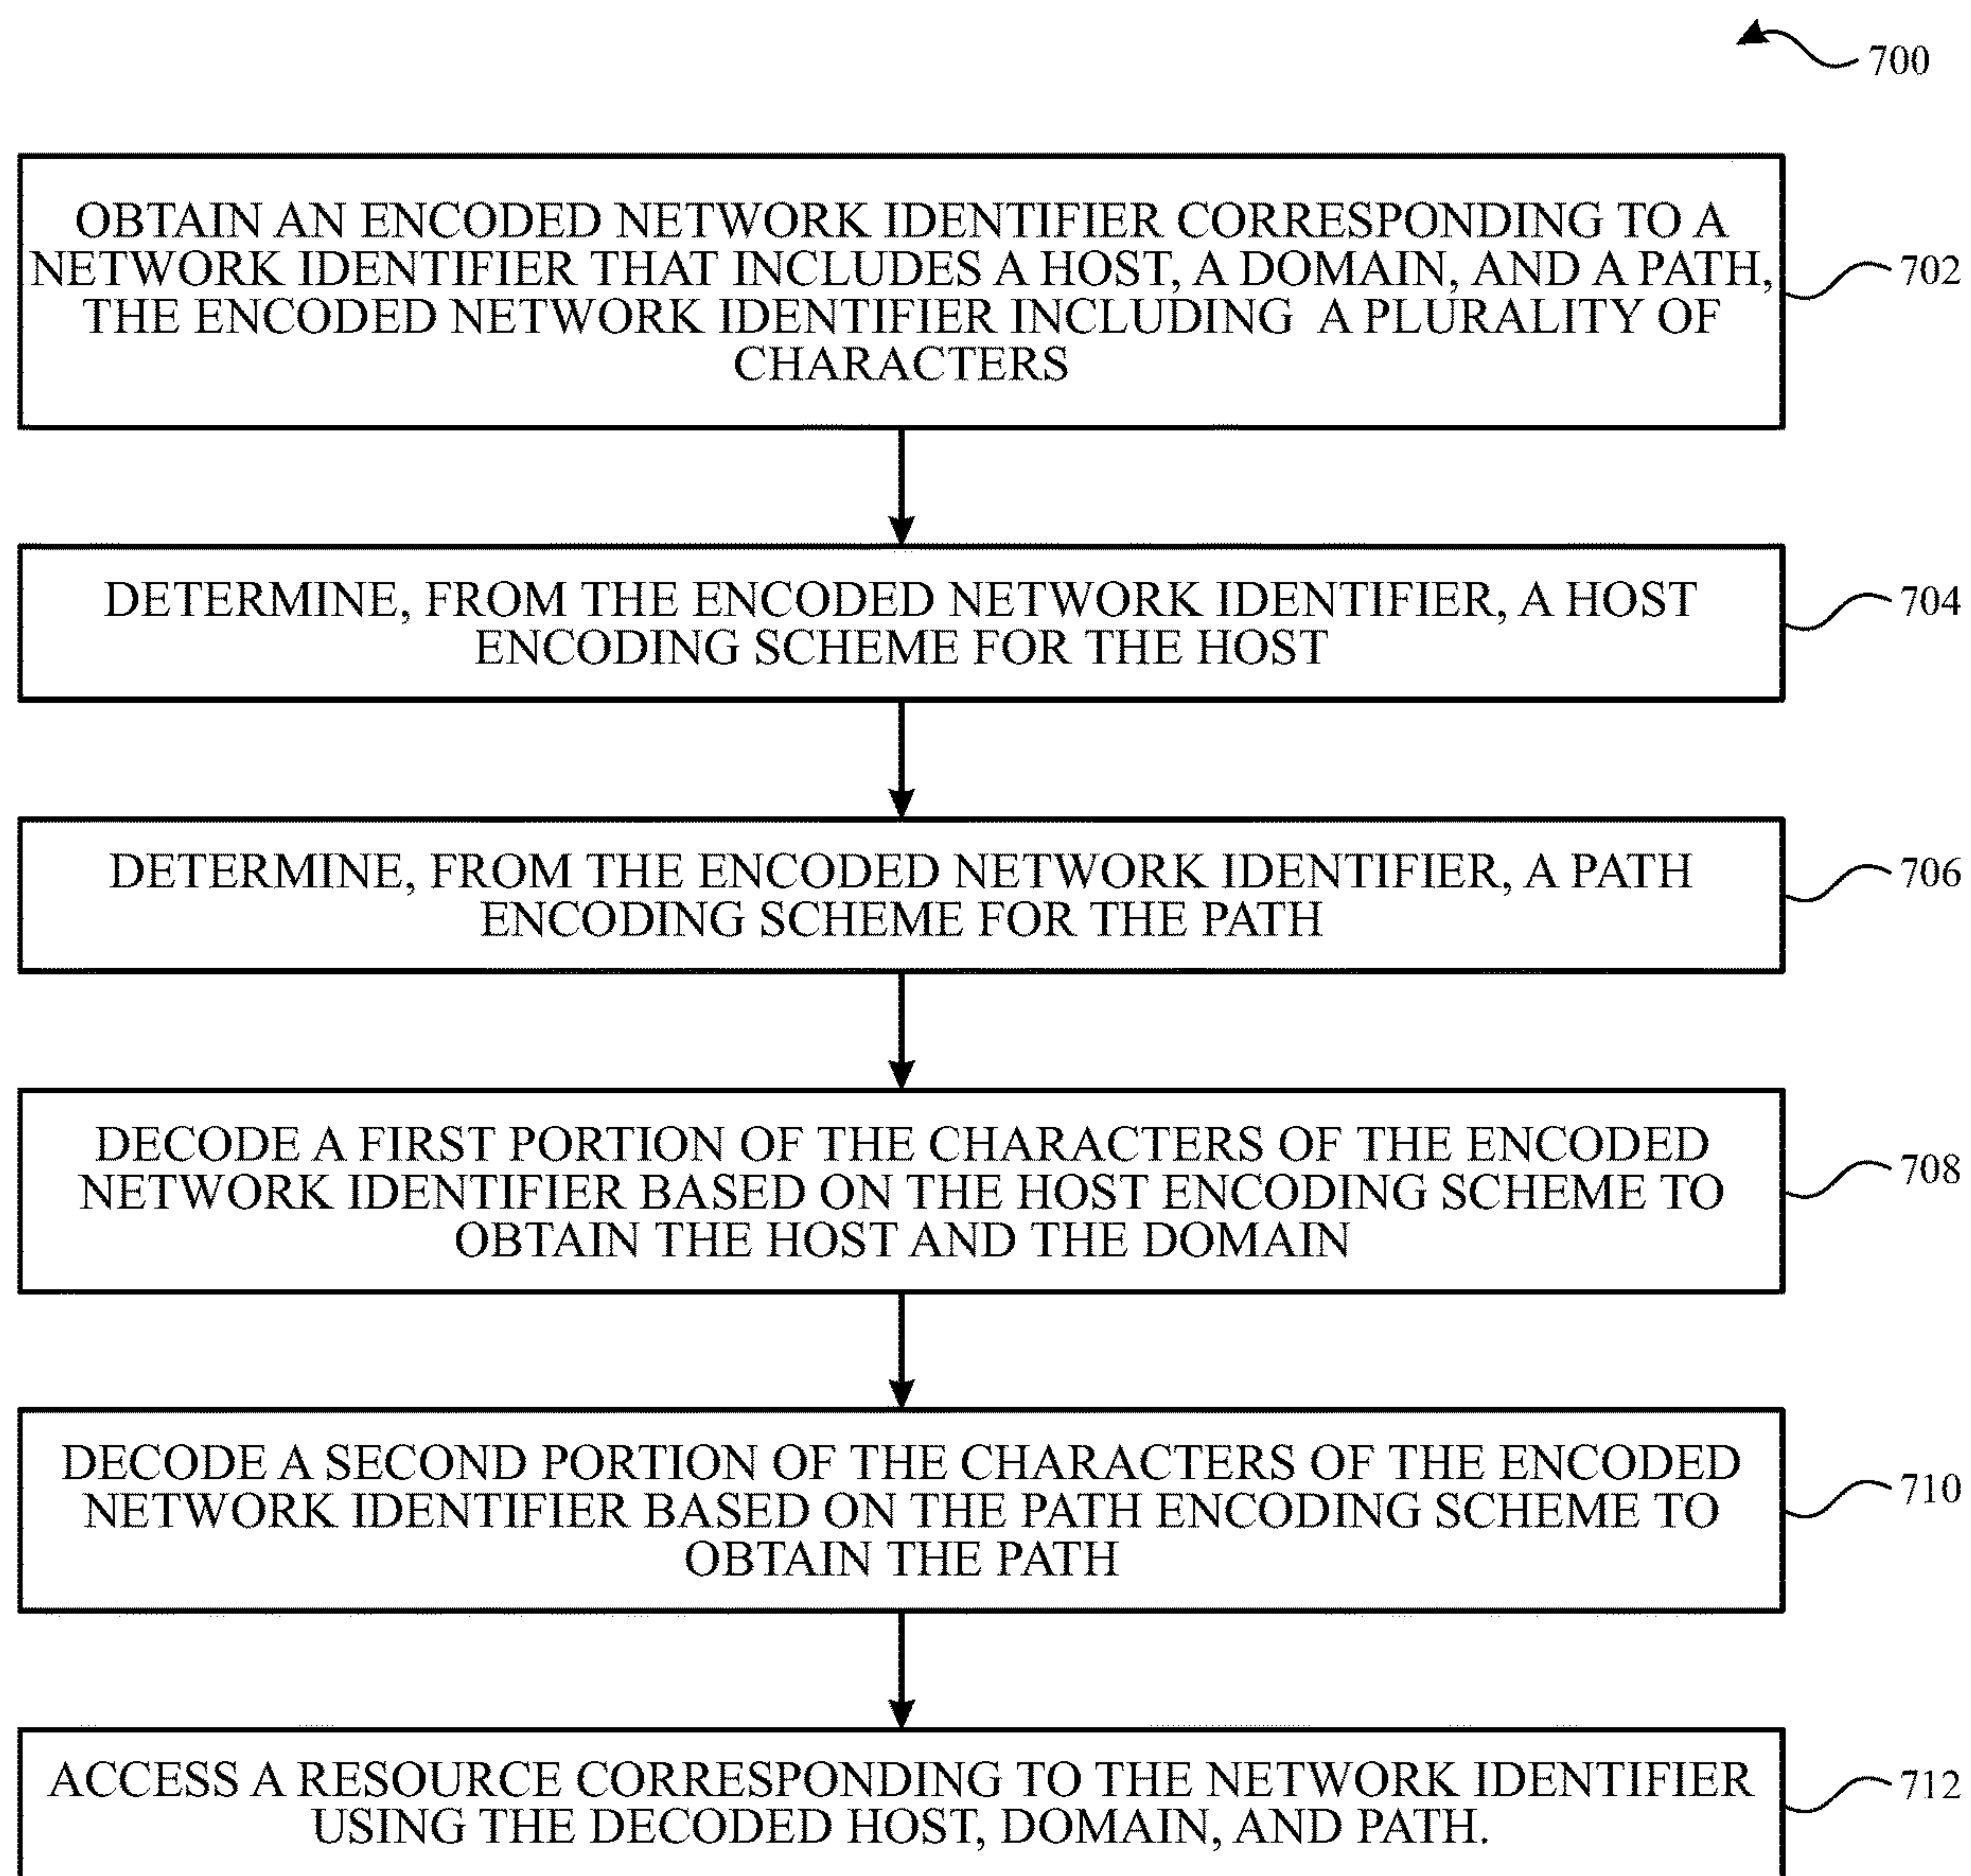 700
OBTAIN AN ENCODED NETWORK IDENTIFIER CORRESPONDING TO A
NETWORK IDENTIFIER THAT INCLUDES A HOST, A DOMAIN, AND A PATH,
THE ENCODED NETWORK IDENTIFIER INCLUDING A PLURALITY OF
CHARACTERS
702
DETERMINE, FROM THE ENCODED NETWORK IDENTIFIER, A HOST
ENCODING SCHEME FOR THE HOST
704
DETERMINE, FROM THE ENCODED NETWORK IDENTIFIER, A PATH
ENCODING SCHEME FOR THE PATH
706
DECODE A FIRST PORTION OF THE CHARACTERS OF THE ENCODED
NETWORK IDENTIFIER BASED ON THE HOST ENCODING SCHEME TO
OBTAIN THE HOST AND THE DOMAIN
708
DECODE A SECOND PORTION OF THE CHARACTERS OF THE ENCODED
NETWORK IDENTIFIER BASED ON THE PATH ENCODING SCHEME TO
OBTAIN THE PATH
710
ACCESS A RESOURCE CORRESPONDING TO THE NETWORK IDENTIFIER
USING THE DECODED HOST, DOMAIN, AND PATH.
712